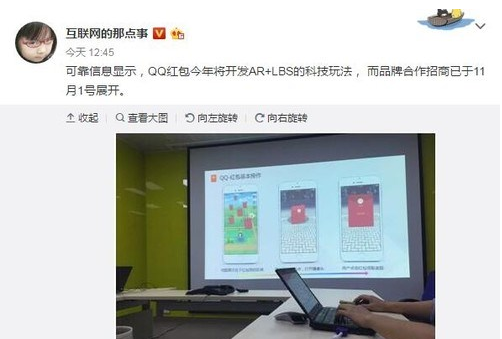 互联网的那点事
今天 12:45
可靠信息显示，QQ红包今年将开发AR+LBS的科技玩法， 而品牌合作招商已于11
月1号展开。
收起
查看大图
向左旋转
向右旋转
QQ-红包基本操作